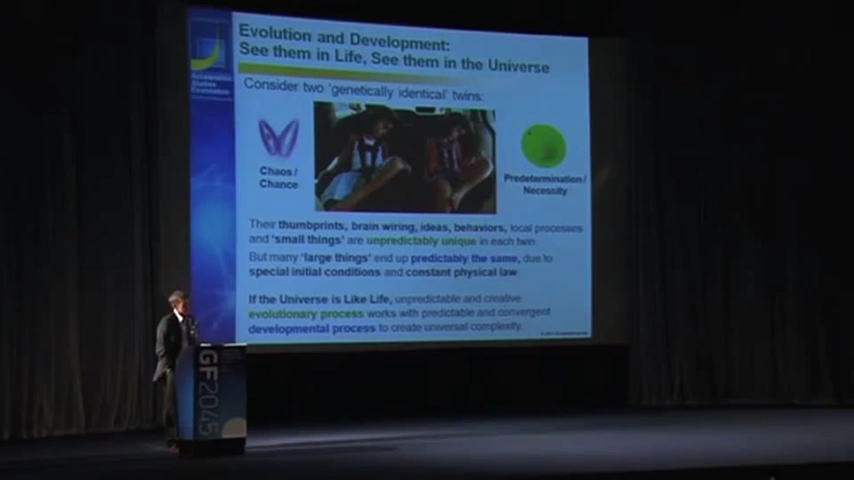 Evolution and Development:
See them in Life, See them in the Universe
Acceleration
Studies
Foundation
Consider two 'genetically identical' twins:
Chaos/
Chance
Predetermination/
Necessity
Their thumbprints, brain wiring, ideas, behaviors, local processes
and 'small things' are unpredictably unique in each twin.
But many 'large things' end up predictably the same, due to
special initial conditions and constant physical law.
If the Universe is Like Life, unpredictable and creative
evolutionary process works with predictable and convergent
developmental process to create universal complexity.
GF2045